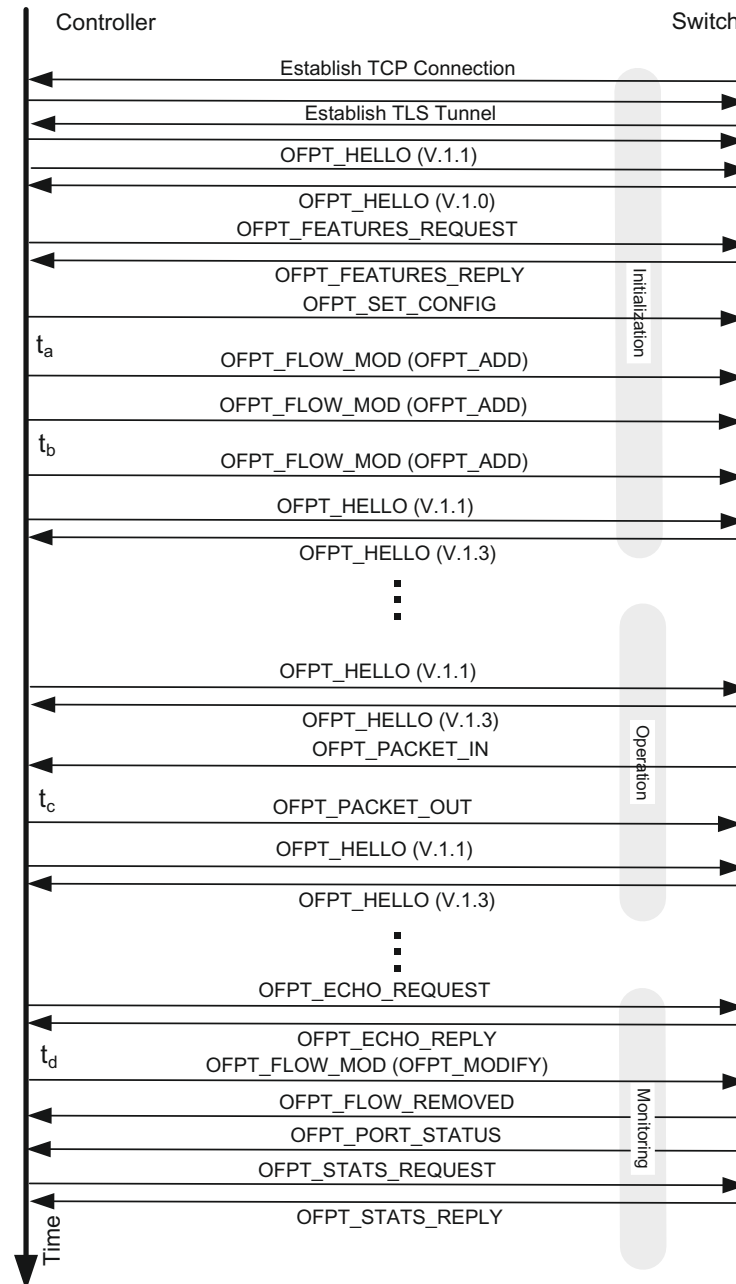 Controller
Switch
Establish TCP Connection
Establish TLS Tunnel
OFPT_HELLO (V.1.1)
OFPT_HELLO (V.1.0)
OFPT_FEATURES_REQUEST
OFPT_FEATURES_REPLY
OFPT_SET_CONFIG
Initialization
ta
OFPT_FLOW_MOD (OFPT_ADD)
OFPT_FLOW_MOD (OFPT_ADD)
tb
OFPT_FLOW_MOD (OFPT_ADD)
OFPT_HELLO (V.1.1)
OFPT_HELLO (V.1.3)
OFPT_HELLO (V.1.1)
OFPT_HELLO (V.1.3)
OFPT_PACKET_IN
Operation
tc
OFPT_PACKET_OUT
OFPT_HELLO (V.1.1)
OFPT_HELLO (V.1.3)
OFPT_ECHO_REQUEST
OFPT_ECHO_REPLY
td
OFPT_FLOW_MOD (OFPT_MODIFY)
OFPT_FLOW_REMOVED
Monitoring
OFPT_PORT_STATUS
OFPT_STATS_REQUEST
OFPT_STATS_REPLY
Time